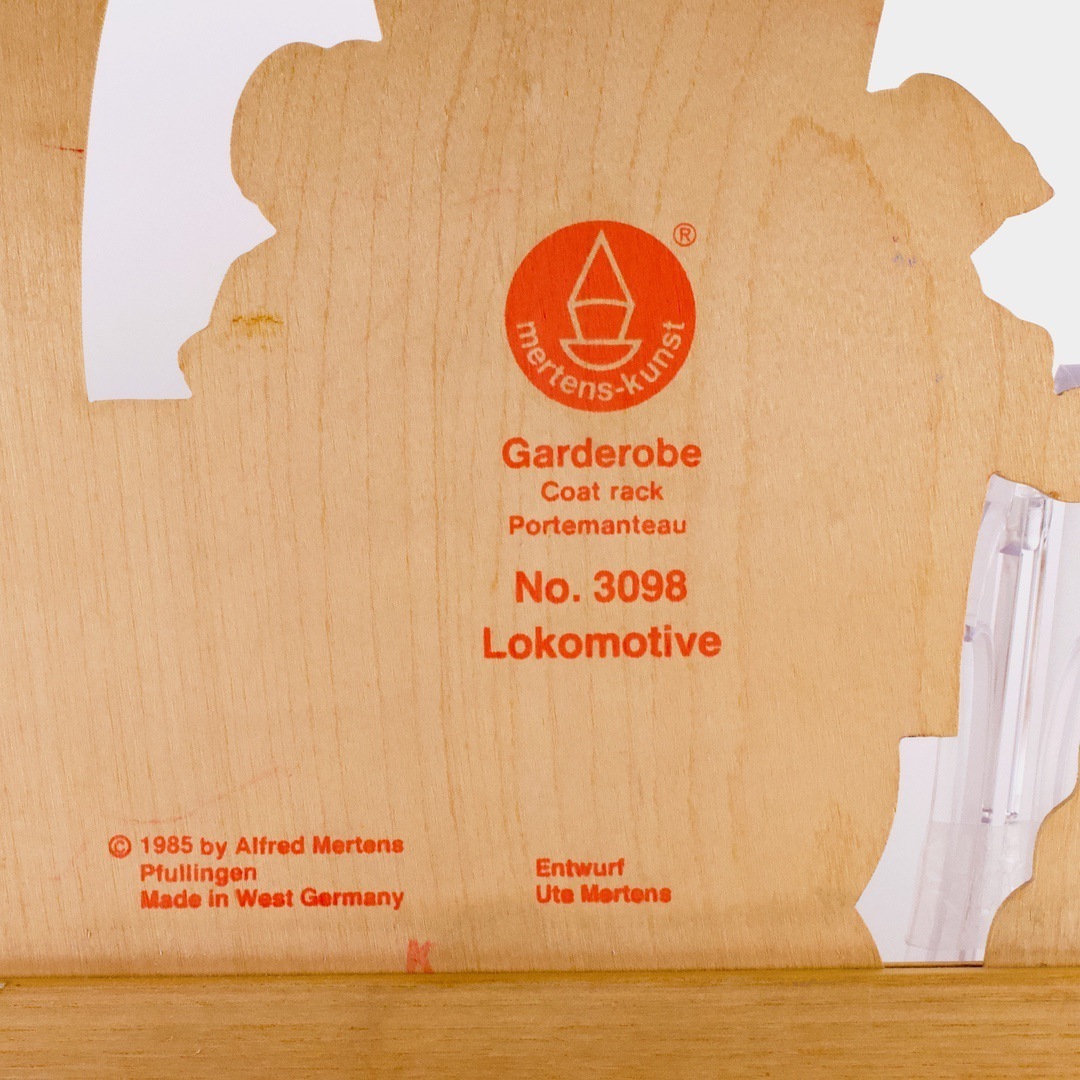 ®
mertens-kunst
Garderobe
Coat rack
Portemanteau
No. 3098
Lokomotive
© 1985 by Alfred Mertens
Pfullingen
Made in West Germany
Entwurf
Ute Mertens
K